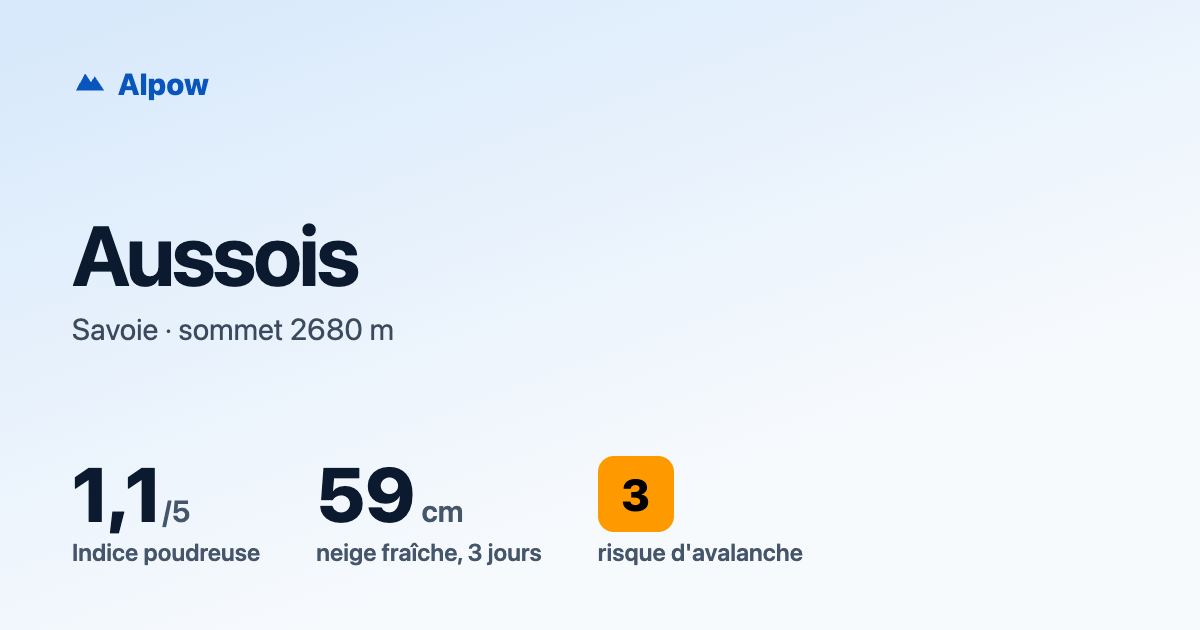 Alpow
Aussois
Savoie · sommet 2680 m
1,1/5
Indice poudreuse
59 cm
neige fraîche, 3 jours
3
risque d'avalanche